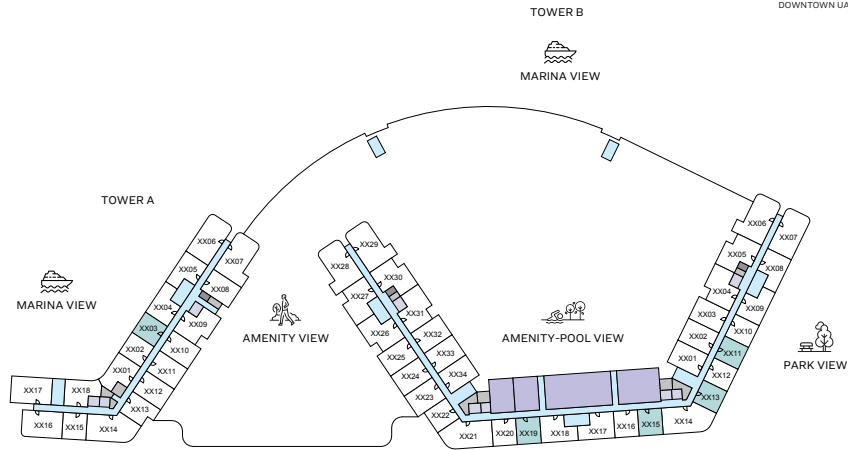 DOWNTOWN UA
TOWER B
MARINA VIEW
TOWER A
MARINA VIEW
AMENITY VIEW
AMENITY-POOL VIEW
PARK VIEW
XX06
XX07
XX05
XX08
XX04
XX09
XX03
XX10
XX02
XX11
XX01
XX12
XX17
XX18
XX13
XX16
XX15
XX14
XX29
XX28
XX30
XX27
XX31
XX26
XX32
XX25
XX33
XX24
XX34
XX23
XX22
XX21
XX20
XX19
XX18
XX17
XX16
XX15
XX14
XX06
XX07
XX05
XX08
XX04
XX09
XX03
XX10
XX02
XX11
XX01
XX12
XX13